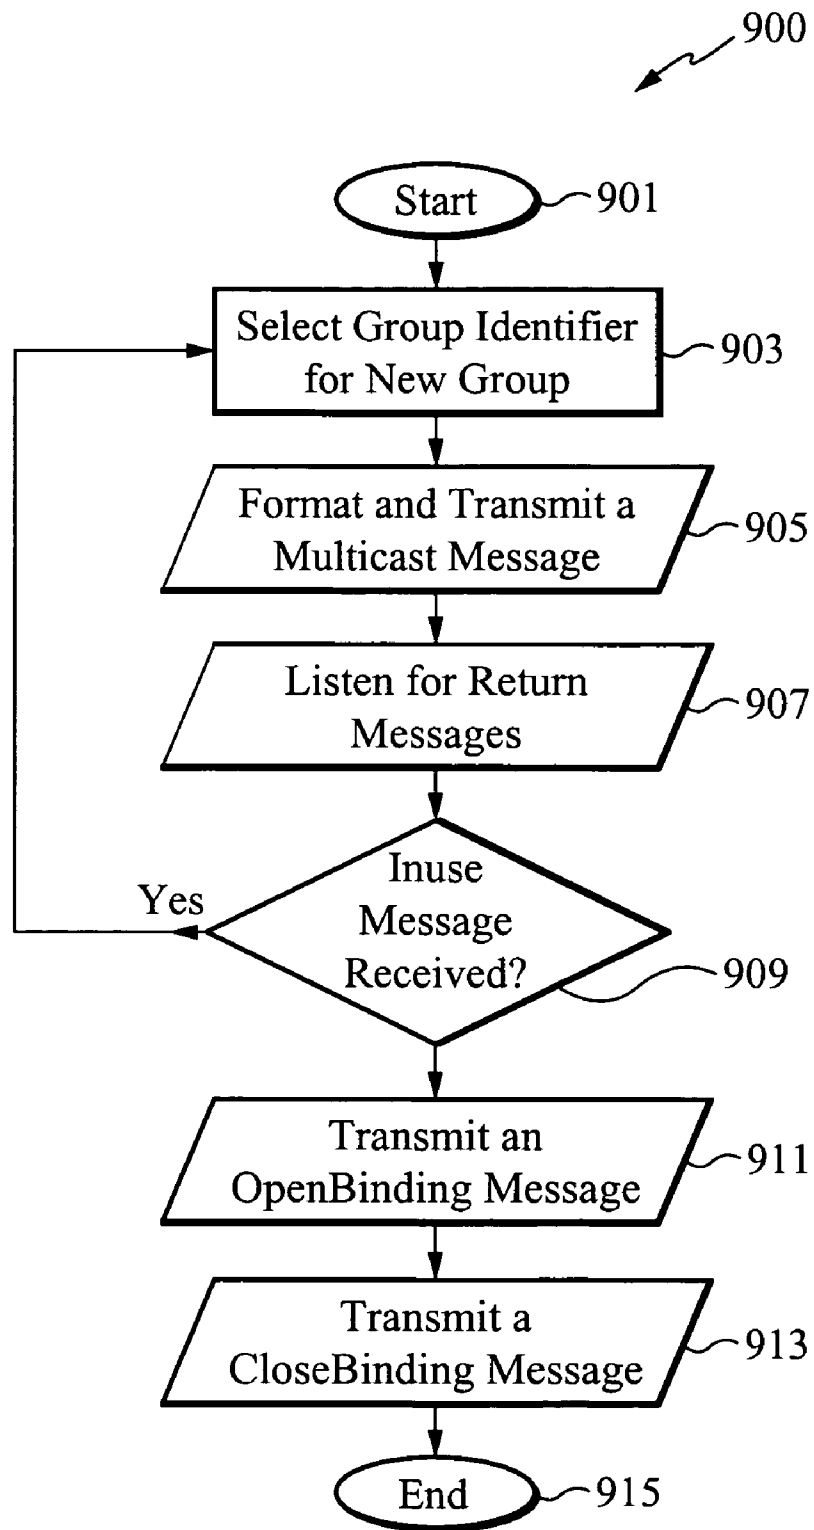 900
Start
901
Select Group Identifier
for New Group
903
Format and Transmit a
Multicast Message
905
Listen for Return
Messages
907
Inuse
Message
Received?
Yes
909
Transmit an
OpenBinding Message
911
Transmit a
CloseBinding Message
913
End
915